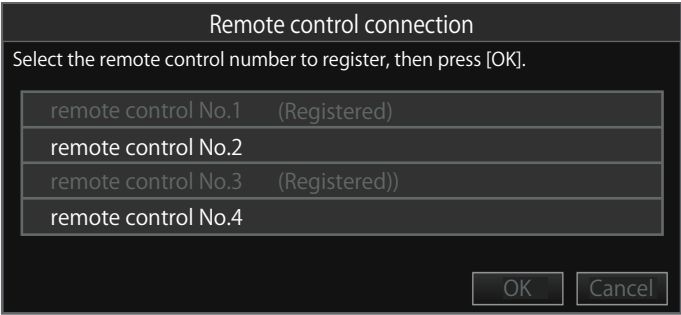 Remote control connection
Select the remote control number to register, then press [OK].
remote control No.1 (Registered)
remote control No.2
remote control No.3 (Registered))
remote control No.4
OK Cancel